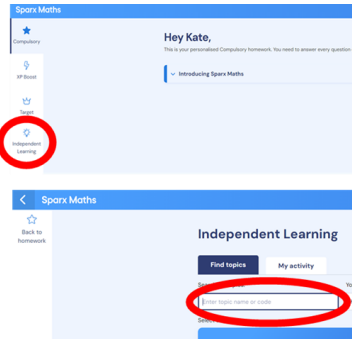 Sparx Maths
Compulsory
Hey Kate,
This is your personalised Compulsory homework. You need to answer every question
XP Boost
Introducing Sparx Maths
Target
Independent
Learning
Sparx Maths
Back to
homework
Independent Learning
Find topics
My activity
Yo
Enter topic name or code